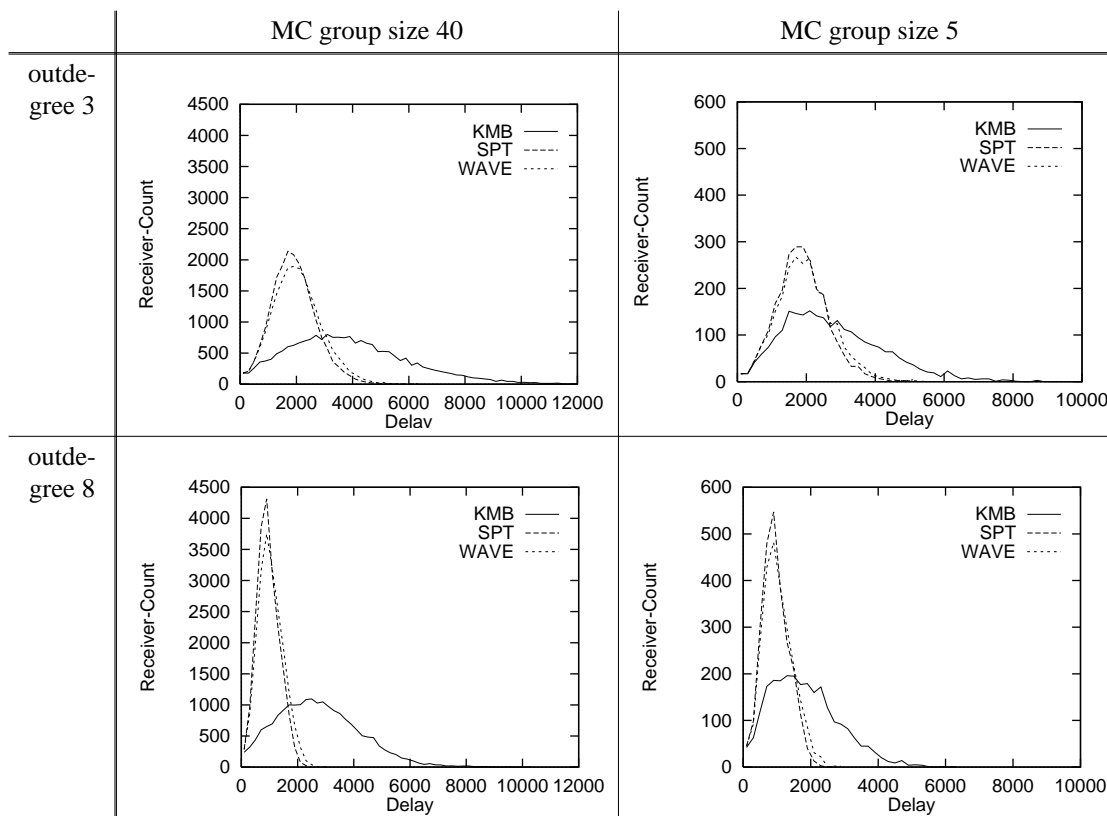 MC group size 40
MC group size 5
outde-
gree 3
4500
4000
3500
3000
2500
2000
1500
1000
500
0
0 2000 4000 6000 8000 10000 12000
Receiver-Count
Delay
KMB
SPT
WAVE
600
500
400
300
200
100
0
0 2000 4000 6000 8000 10000
Receiver-Count
Delay
KMB
SPT
WAVE
outde-
gree 8
4500
4000
3500
3000
2500
2000
1500
1000
500
0
0 2000 4000 6000 8000 10000 12000
Receiver-Count
Delay
KMB
SPT
WAVE
600
500
400
300
200
100
0
0 2000 4000 6000 8000 10000
Receiver-Count
Delay
KMB
SPT
WAVE